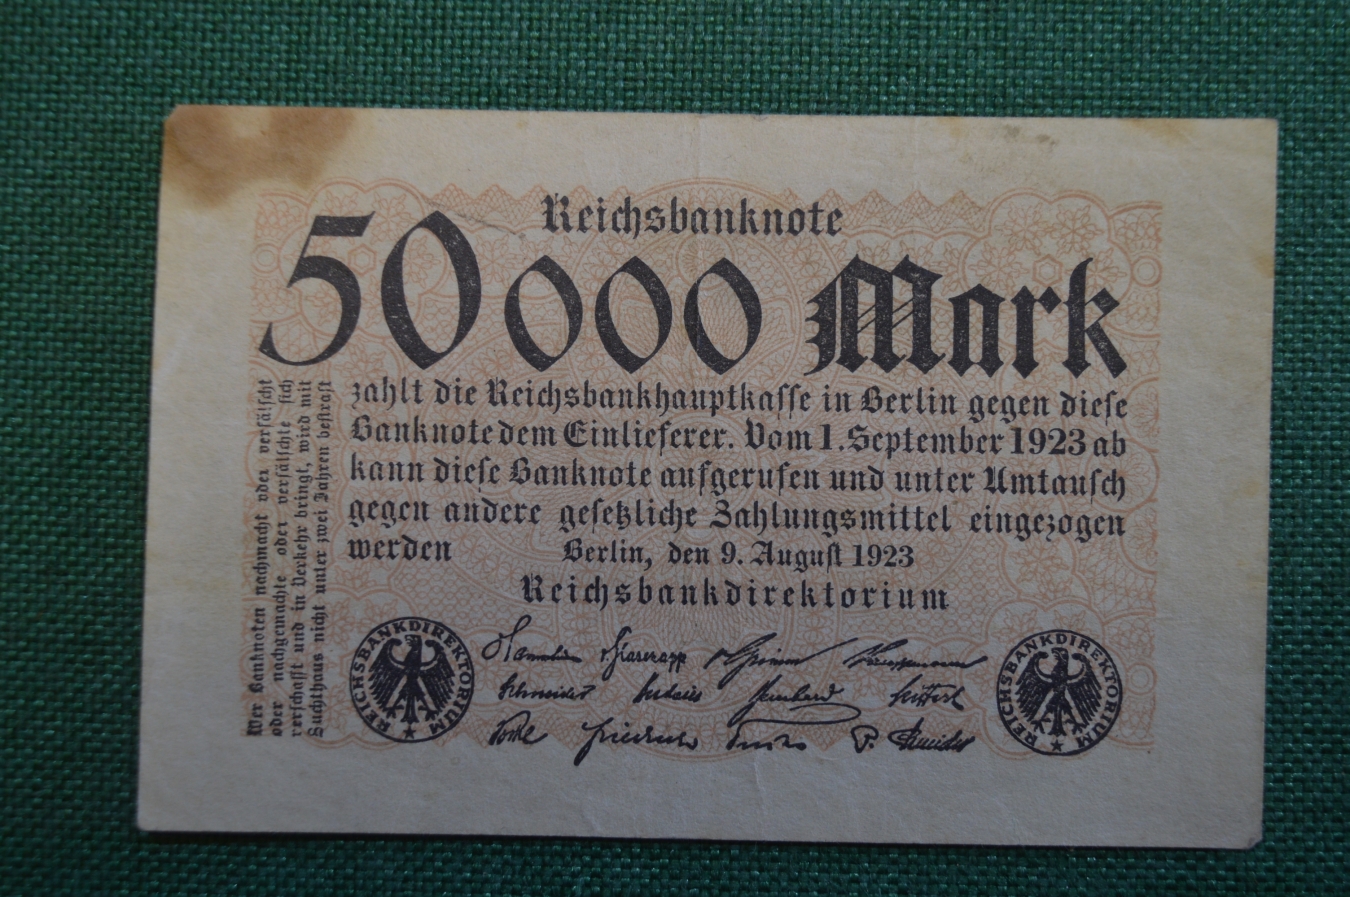 Reichsbanknote
50000 Mark
zahlt die Reichsbankhauptkasse in Berlin gegen diese
Banknote dem Einlieferer. Vom 1. September 1923 ab
kann diese Banknote aufgerufen und unter Umtausch
gegen andere gesetzliche Zahlungsmittel eingezogen
werden
Berlin, den 9. August 1923
Reichsbankdirektorium
Wer Banknoten nachmacht oder verfälscht
oder nachgemachte oder verfälschte sich
verschafft und in Verkehr bringt, wird mit
Zuchthaus nicht unter zwei Jahren bestraft
REICHSBANKDIREKTORIUM
Schneider
Friedrich
P. Schneider
REICHSBANKDIREKTORIUM